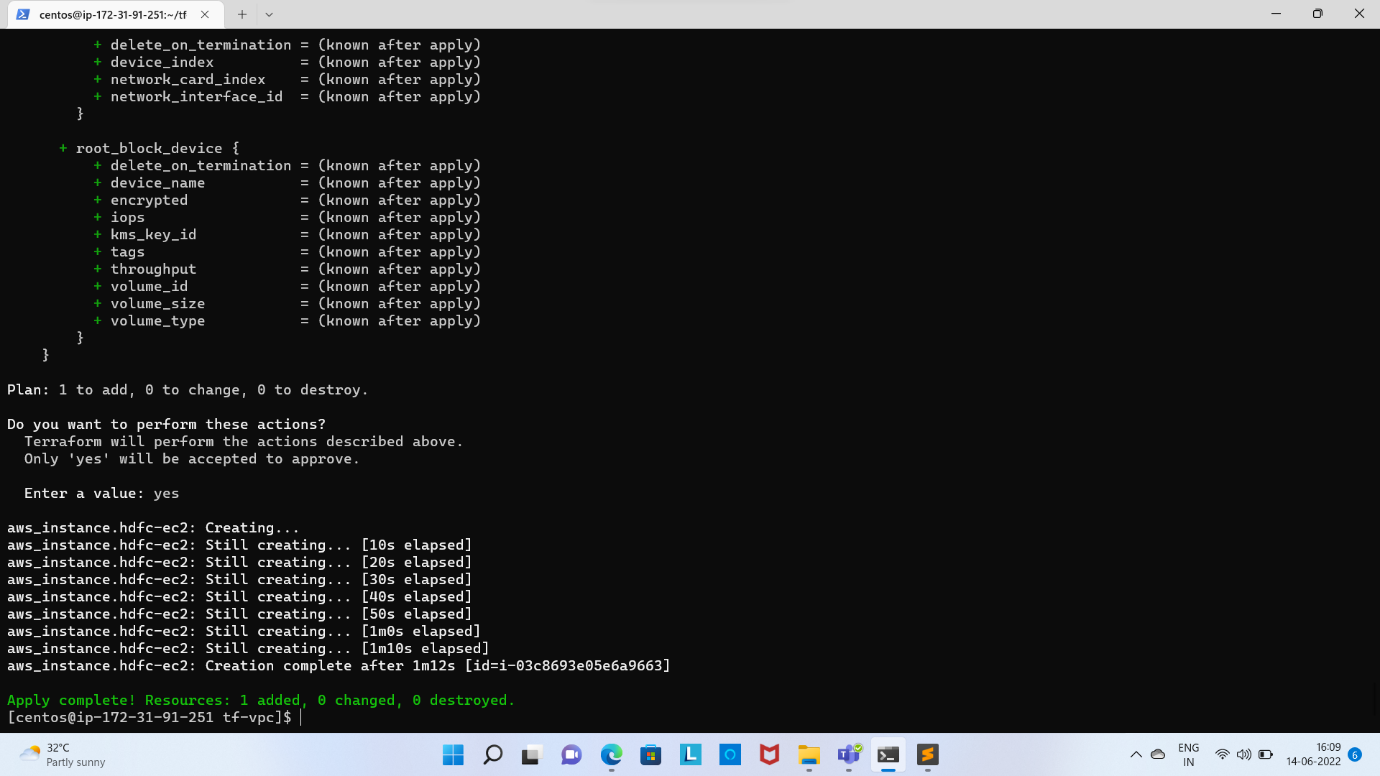 centos@ip-172-31-91-251:~/tf
+ delete_on_termination = (known after apply)
+ device_index = (known after apply)
+ network_card_index = (known after apply)
+ network_interface_id = (known after apply)
}
+ root_block_device {
+ delete_on_termination = (known after apply)
+ device_name = (known after apply)
+ encrypted = (known after apply)
+ iops = (known after apply)
+ kms_key_id = (known after apply)
+ tags = (known after apply)
+ throughput = (known after apply)
+ volume_id = (known after apply)
+ volume_size = (known after apply)
+ volume_type = (known after apply)
}
}
Plan: 1 to add, 0 to change, 0 to destroy.
Do you want to perform these actions?
Terraform will perform the actions described above.
Only 'yes' will be accepted to approve.
Enter a value: yes
aws_instance.hdfc-ec2: Creating...
aws_instance.hdfc-ec2: Still creating... [10s elapsed]
aws_instance.hdfc-ec2: Still creating... [20s elapsed]
aws_instance.hdfc-ec2: Still creating... [30s elapsed]
aws_instance.hdfc-ec2: Still creating... [40s elapsed]
aws_instance.hdfc-ec2: Still creating... [50s elapsed]
aws_instance.hdfc-ec2: Still creating... [1m0s elapsed]
aws_instance.hdfc-ec2: Still creating... [1m10s elapsed]
aws_instance.hdfc-ec2: Creation complete after 1m12s [id=i-03c8693e05e6a9663]
Apply complete! Resources: 1 added, 0 changed, 0 destroyed.
[centos@ip-172-31-91-251 tf-vpc]$
32°C
Partly sunny
ENG
IN
16:09
14-06-2022
6